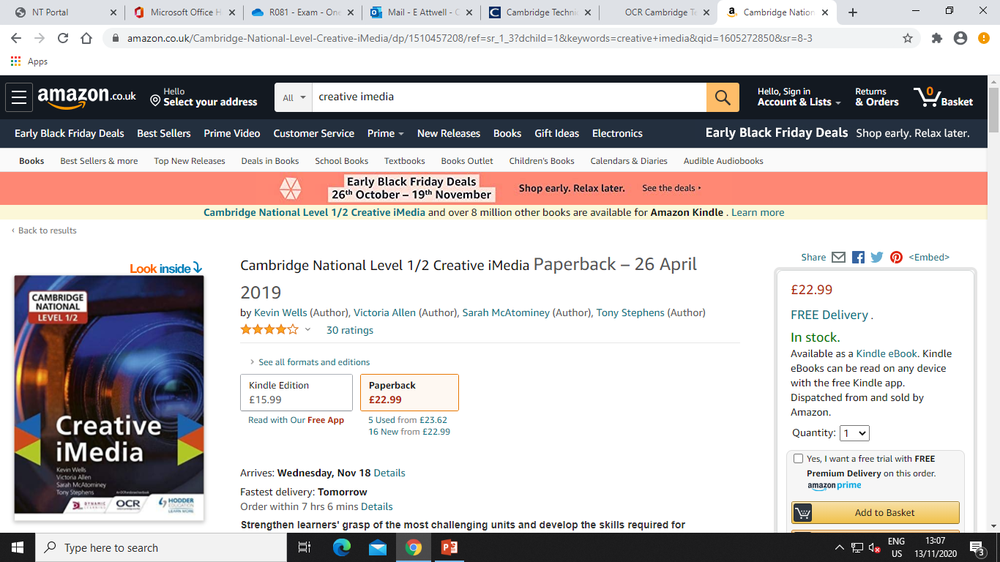 NT Portal
Microsoft Office H
R081 - Exam - One
Mail - E Attwell - C
Cambridge Techni
OCR Cambridge Te
Cambridge Nation
amazon.co.uk/Cambridge-National-Level-Creative-iMedia/dp/1510457208/ref=sr_1_3?dchild=1&keywords=creative+imedia&qid=1605272850&sr=8-3
Apps
amazon.co.uk
Hello
Select your address
All
creative imedia
Hello, Sign in
Account & Lists
Returns
& Orders
0
Basket
Early Black Friday Deals Best Sellers Prime Video Customer Service Prime New Releases Books Gift Ideas Electronics
Early Black Friday Deals Shop early. Relax later.
Books Best Sellers & more Top New Releases Deals in Books School Books Textbooks Books Outlet Children's Books Calendars & Diaries Audible Audiobooks
Early Black Friday Deals
26th October – 19th November
Shop early. Relax later.
See the deals
Cambridge National Level 1/2 Creative iMedia and over 8 million other books are available for Amazon Kindle . Learn more
‹ Back to results
Look inside
CAMBRIDGE
NATIONAL
LEVEL 1/2
Creative
iMedia
Kevin Wells
Victoria Allen
Sarah McAtominey
Tony Stephens
DYNAMIC
LEARNING
OCR
HODDER
EDUCATION
LEARN MORE
Cambridge National Level 1/2 Creative iMedia Paperback – 26 April
2019
by Kevin Wells (Author), Victoria Allen (Author), Sarah McAtominey (Author), Tony Stephens (Author)
30 ratings
See all formats and editions
Kindle Edition
£15.99
Read with Our Free App
Paperback
£22.99
5 Used from £23.62
16 New from £22.99
Arrives: Wednesday, Nov 18 Details
Fastest delivery: Tomorrow
Order within 7 hrs 6 mins Details
Strengthen learners' grasp of the most challenging units and develop the skills required for
Share
<Embed>
£22.99
FREE Delivery .
In stock.
Available as a Kindle eBook. Kindle
eBooks can be read on any device
with the free Kindle app.
Dispatched from and sold by
Amazon.
Quantity: 1
Yes, I want a free trial with FREE
Premium Delivery on this order.
amazon prime
Add to Basket
Type here to search
ENG
US
13:07
13/11/2020
3